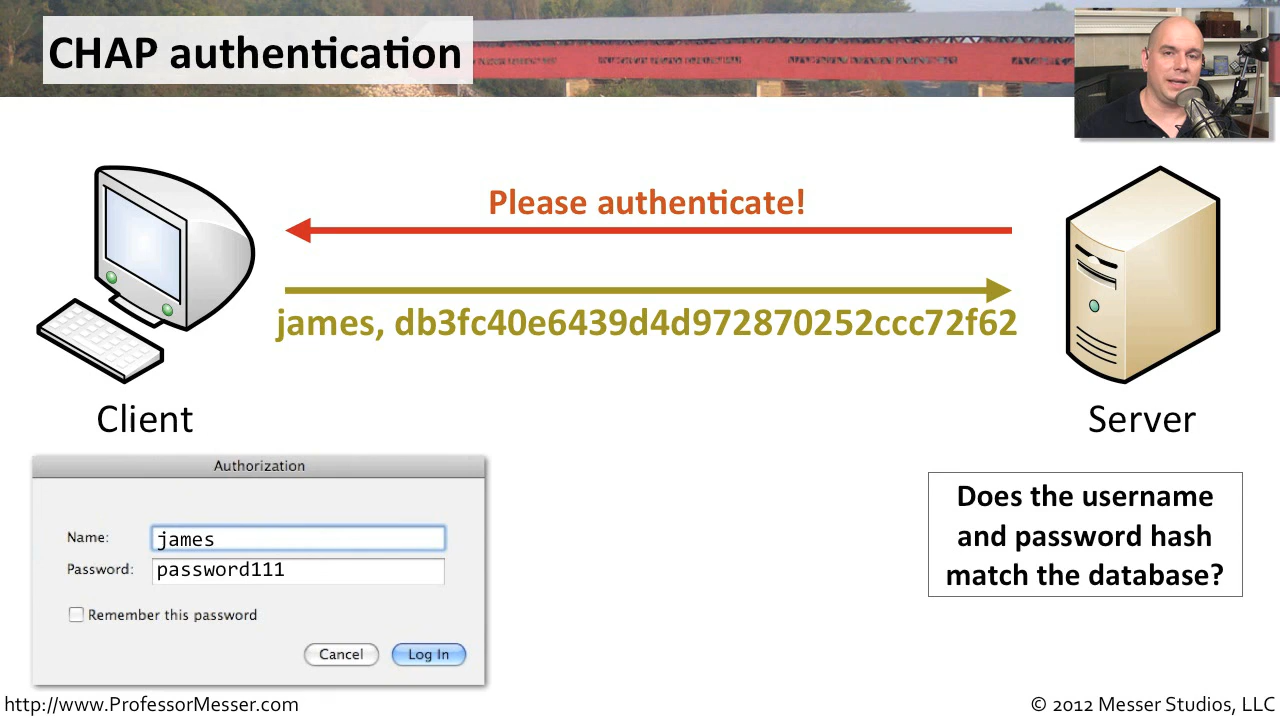 CHAP authentication
Please authenticate!
james, db3fc40e6439d4d972870252ccc72f62
Client
Server
Authorization
Name: james
Password: password111
Remember this password
Cancel Log In
Does the username
and password hash
match the database?
http://www.ProfessorMesser.com
© 2012 Messer Studios, LLC